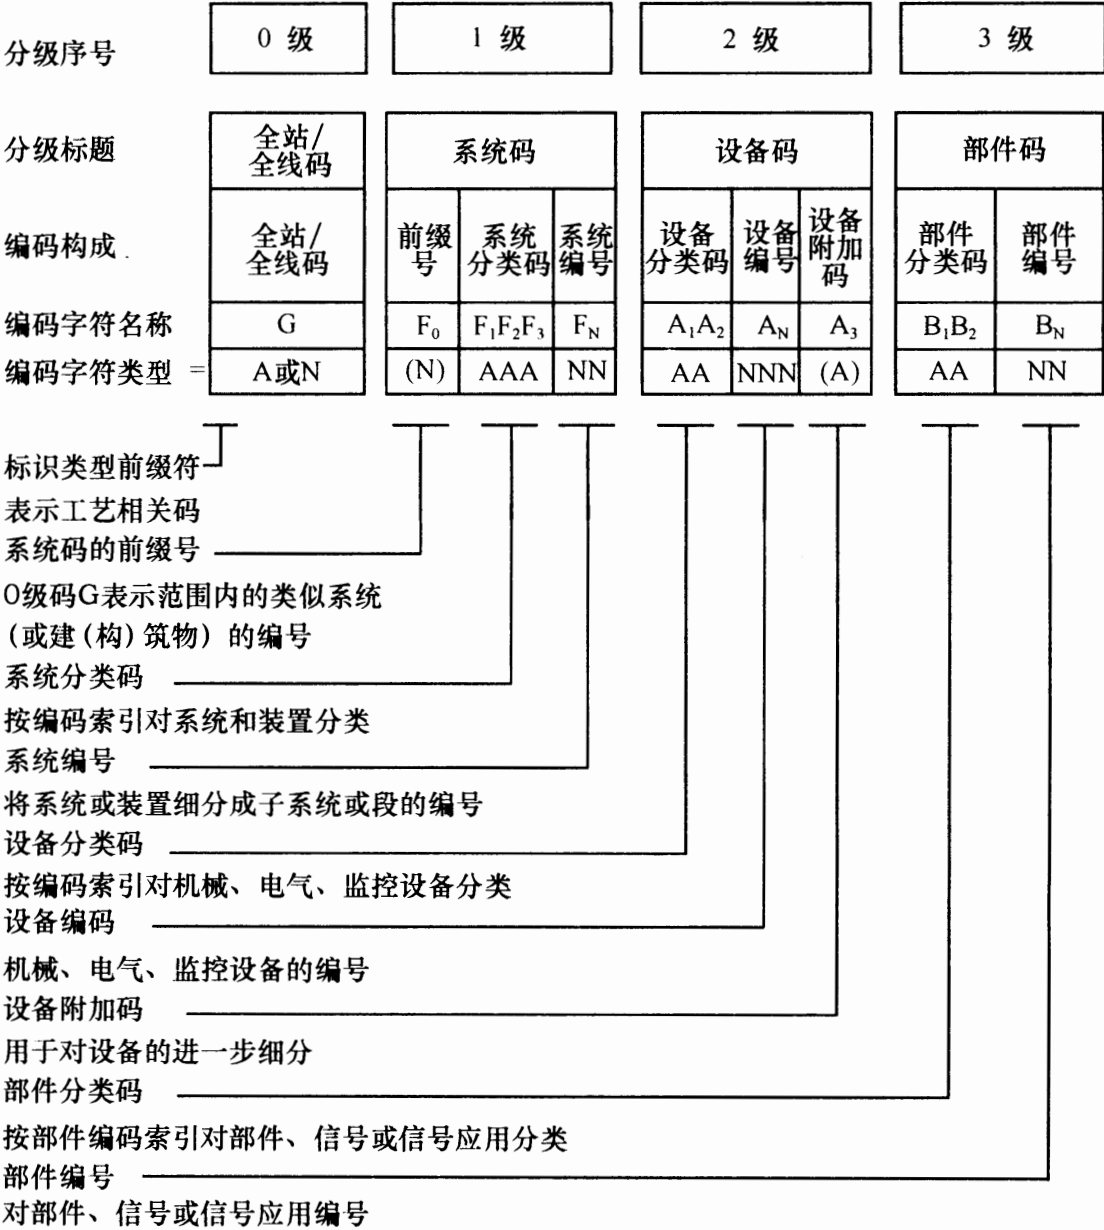 分级序号 0 级 1 级 2 级 3 级
分级标题 全站/全线码 系统码 设备码 部件码
编码构成 全站/全线码 前缀号 系统分类码 系统编号 设备分类码 设备编号 设备附加码 部件分类码 部件编号
编码字符名称 G F₀ F₁F₂F₃ F_N A₁A₂ A_N A₃ B₁B₂ B_N
编码字符类型 = A或N (N) AAA NN AA NNN (A) AA NN
标识类型前缀符
表示工艺相关码
系统码的前缀号
0级码G表示范围内的类似系统
(或建(构)筑物)的编号
系统分类码
按编码索引对系统和装置分类
系统编号
将系统或装置细分成子系统或段的编号
设备分类码
按编码索引对机械、电气、监控设备分类
设备编码
机械、电气、监控设备的编号
设备附加码
用于对设备的进一步细分
部件分类码
按部件编码索引对部件、信号或信号应用分类
部件编号
对部件、信号或信号应用编号